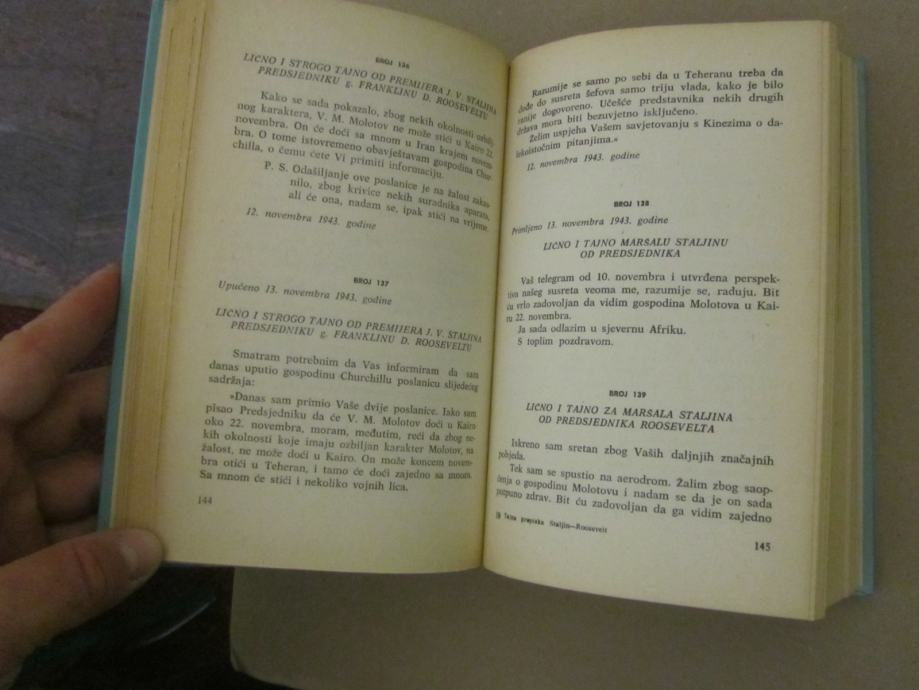 BROJ 136
LIČNO I STROGO TAJNO OD PREMIJERA J. V. STALJINA
PREDSJEDNIKU g. FRANKLINU D. ROOSEVELTU
Kako se sada pokazalo, zbog nekih okolnosti ozbilj-
nog karaktera, V. M. Molotov ne može stići u Kairo 22.
novembra. On će doći sa mnom u Iran krajem novem-
bra. O tome istovremeno obavještavam gospodina Chur-
chilla, o čemu ćete Vi primiti informaciju.
P. S. Odašiljanje ove poslanice je na žalost zaka-
nilo, zbog krivice nekih suradnika aparata,
ali će ona, nadam se, ipak stići na vrijeme.
12. novembra 1943. godine
BROJ 137
Upućeno 13. novembra 1943. godine
LIČNO I STROGO TAJNO OD PREMIJERA J. V. STALJINA
PREDSJEDNIKU g. FRANKLINU D. ROOSEVELTU
Smatram potrebnim da Vas informiram da sam
danas uputio gospodinu Churchillu poslanicu slijedećeg
sadržnja:
»Danas sam primio Vaše dvije poslanice. Iako sam
pisao Predsjedniku da će V. M. Molotov doći u Kairo
oko 22. novembra, moram, međutim, reći da zbog ne-
kih okolnosti koje imaju ozbiljan karakter Molotov, na
žalost, ne može doći u Kairo. On može koncem novem-
bra otići u Teheran, i tamo će doći zajedno sa mnom.
Sa mnom će stići i nekoliko vojnih lica.
144
Razumije se samo po sebi da u Teheranu treba da
dođe do susreta šefova samo triju vlada, kako je bilo
ranije dogovoreno. Učešće predstavnika nekih drugih
država mora biti bezuvjetno isključeno.
Želim uspjeha Vašem savjetovanju s Kinezima o da-
lekoistočnim pitanjima.«
12. novembra 1943. godine
BROJ 138
Primljeno 13. novembra 1943. godine
LIČNO I TAJNO MARŠALU STALJINU
OD PREDSJEDNIKA
Vaš telegram od 10. novembra i utvrđena perspek-
tiva našeg susreta veoma me, razumije se, raduju. Bit
ću vrlo zadovoljan da vidim gospodina Molotova u Kai-
ru 22. novembra.
Ja sada odlazim u sjevernu Afriku.
S toplim pozdravom.
BROJ 139
LIČNO I TAJNO ZA MARŠALA STALJINA
OD PREDSJEDNIKA ROOSEVELTA
Iskreno sam sretan zbog Vaših daljnjih značajnih
pobjeda.
Tek sam se spustio na aerodrom. Žalim zbog saop-
ćenja o gospodinu Molotovu i nadam se da je on sada
potpuno zdrav. Bit ću zadovoljan da ga vidim zajedno
10 Tajna prepiska Staljin—Roosevelt
145